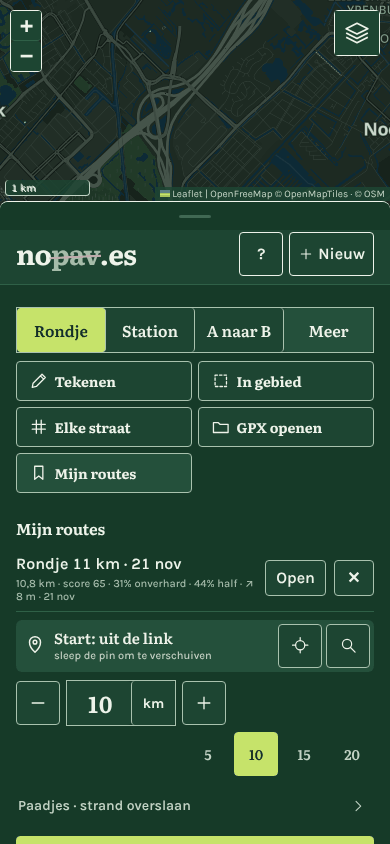 YPENBU
+
−
k
Noo
1 km
Leaflet | OpenFreeMap © OpenMapTiles · © OSM
nopav.es
?
+ Nieuw
Rondje
Station
A naar B
Meer
Tekenen
In gebied
Elke straat
GPX openen
Mijn routes
Mijn routes
Rondje 11 km · 21 nov
10,8 km · score 65 · 31% onverhard · 44% half · ↗
8 m · 21 nov
Open
✕
Start: uit de link
sleep de pin om te verschuiven
−
10
km
+
5
10
15
20
Paadjes · strand overslaan